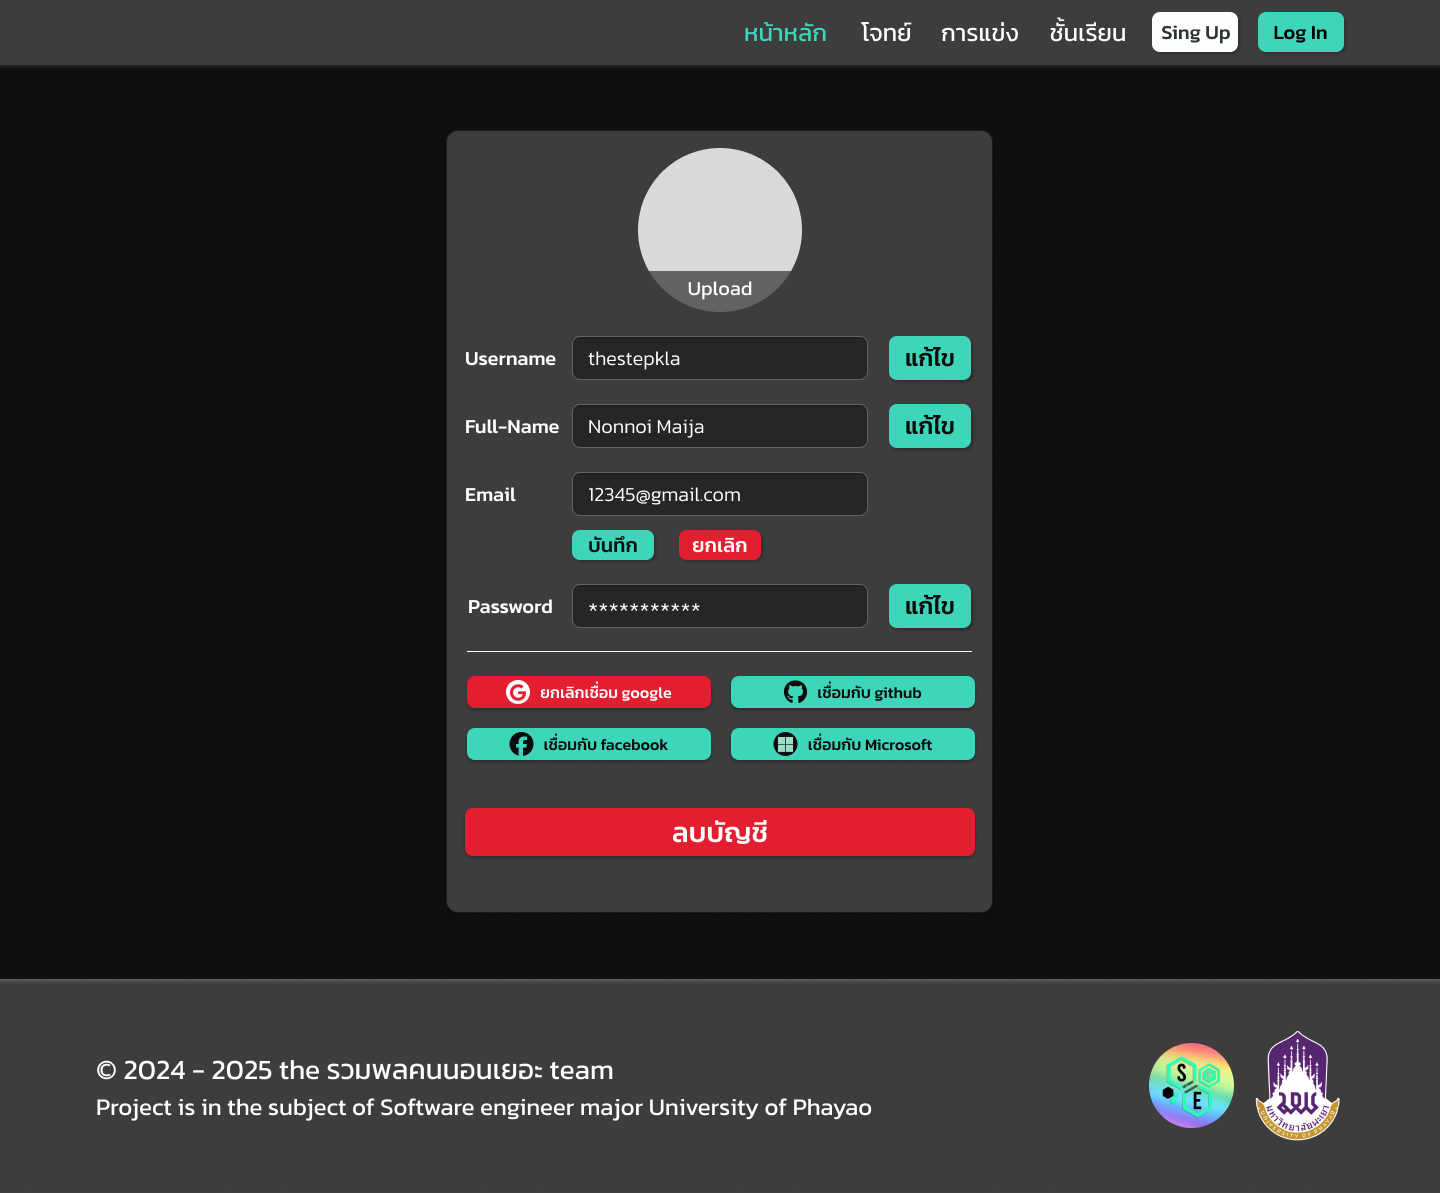 หน้าหลัก โจทย์ การแข่ง ชั้นเรียน Sing Up Log In
Upload
Username thestepkla แก้ไข
Full-Name Nonnoi Maija แก้ไข
Email 12345@gmail.com
บันทึก ยกเลิก
Password *********** แก้ไข
ยกเลิกเชื่อม google เชื่อมกับ github
เชื่อมกับ facebook เชื่อมกับ Microsoft
ลบบัญชี
© 2024 - 2025 the รวมพลคนนอนเยอะ team
Project is in the subject of Software engineer major University of Phayao
S
E
มหาวิทยาลัยพะเยา
UNIVERSITY OF PHAYAO